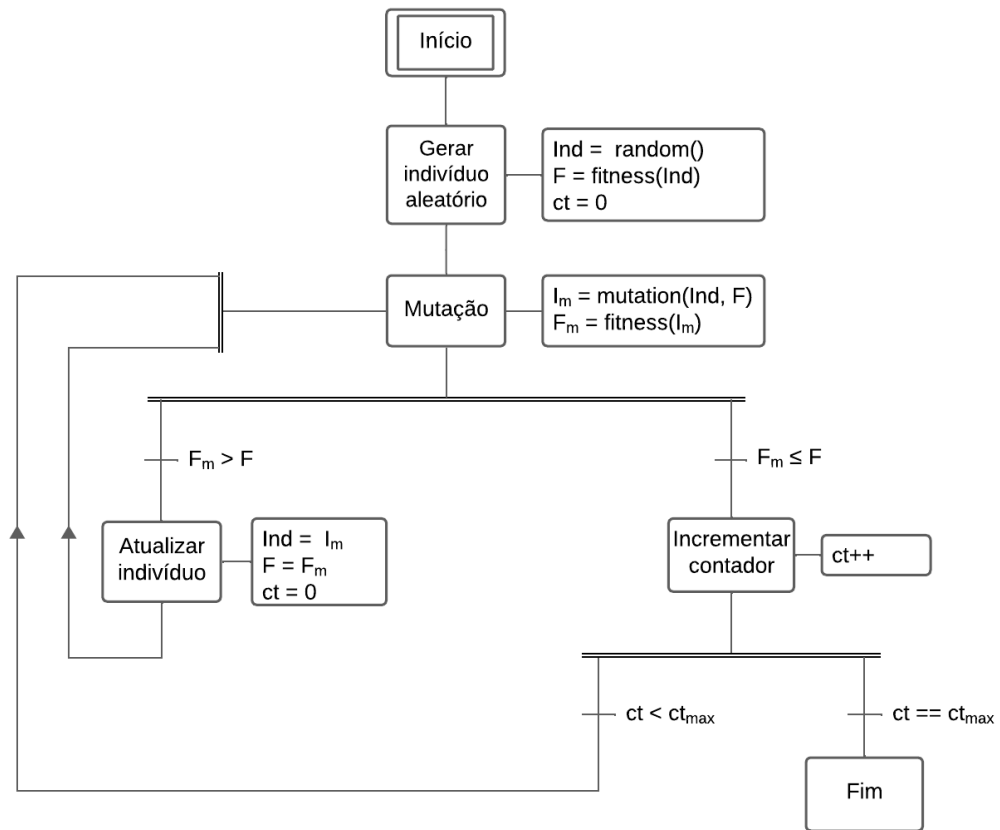 Início
Gerar
indivíduo
aleatório
Ind =  random()
F = fitness(Ind)
ct = 0
Mutação
Iₘ = mutation(Ind, F)
Fₘ = fitness(Iₘ)
Fₘ > F
Fₘ ≤ F
Atualizar
indivíduo
Ind =  Iₘ
F = Fₘ
ct = 0
Incrementar
contador
ct++
ct < ctₘₐₓ
ct == ctₘₐₓ
Fim